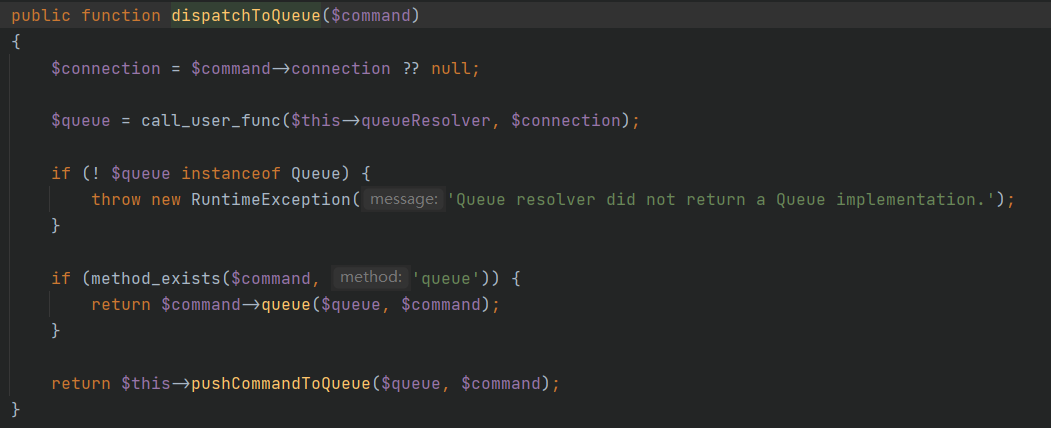 public function dispatchToQueue($command)
{
    $connection = $command->connection ?? null;
    $queue = call_user_func($this->queueResolver, $connection);
    if (! $queue instanceof Queue) {
        throw new RuntimeException( message: 'Queue resolver did not return a Queue implementation.');
    }
    if (method_exists($command, method: 'queue')) {
        return $command->queue($queue, $command);
    }
    return $this->pushCommandToQueue($queue, $command);
}